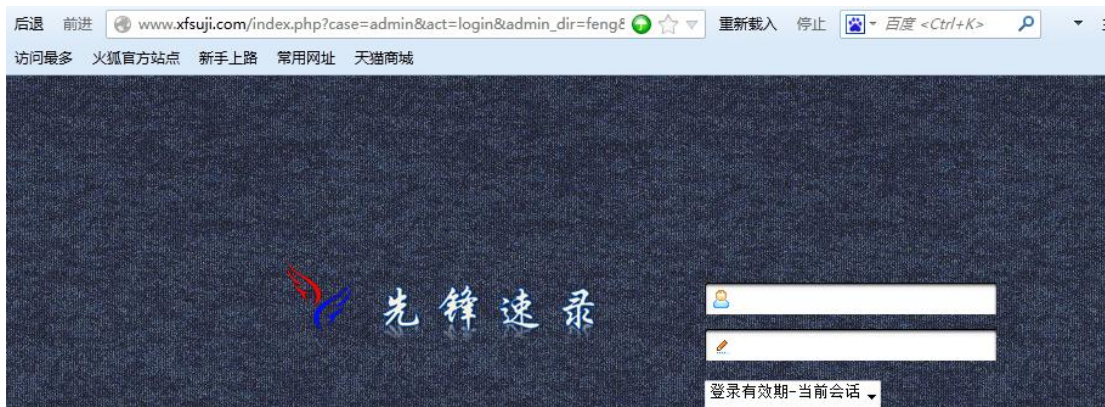 后退 前进 www.xfsuji.com/index.php?case=admin&act=login&admin_dir=feng 重新载入 停止 百度 <Ctrl+K>
访问最多 火狐官方站点 新手上路 常用网址 天猫商城
先锋速录
登录有效期-当前会话